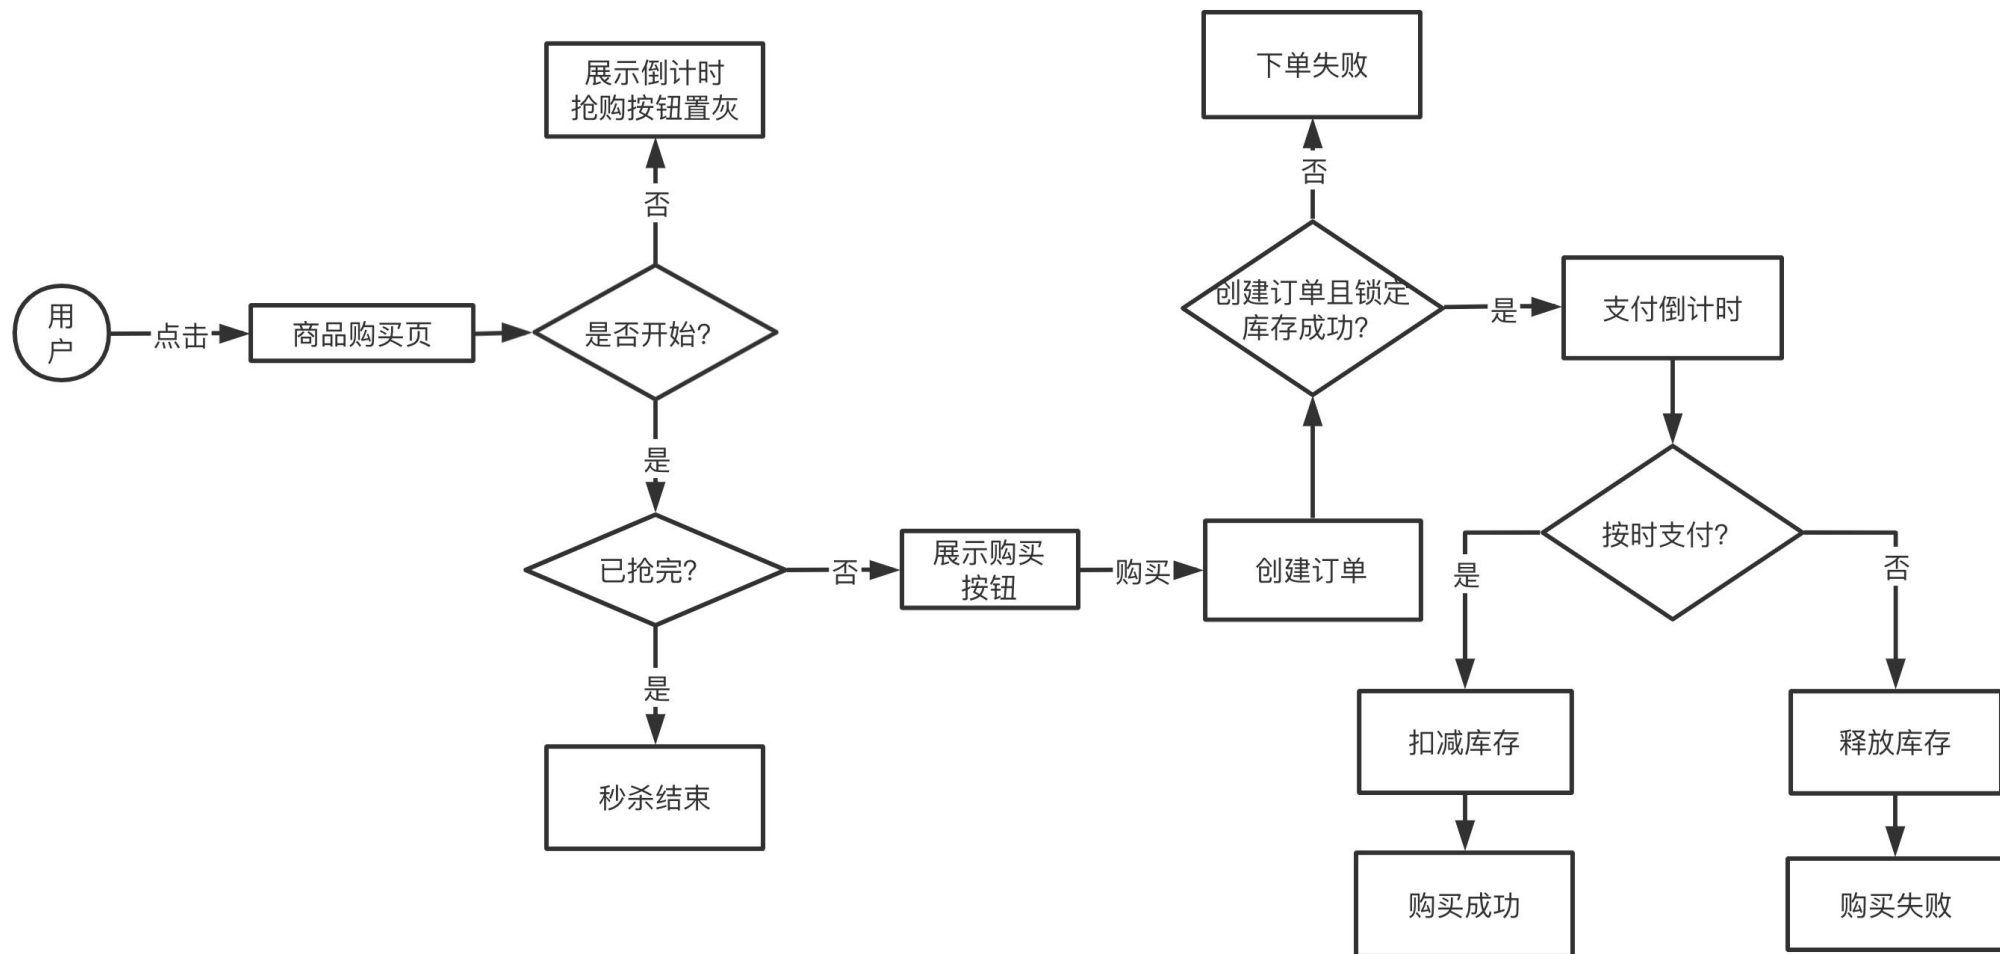 用
户
点击
商品购买页
是否开始?
否
展示倒计时
抢购按钮置灰
是
已抢完?
是
秒杀结束
否
展示购买
按钮
购买
创建订单
创建订单且锁定
库存成功?
否
下单失败
是
支付倒计时
按时支付?
是
扣减库存
购买成功
否
释放库存
购买失败